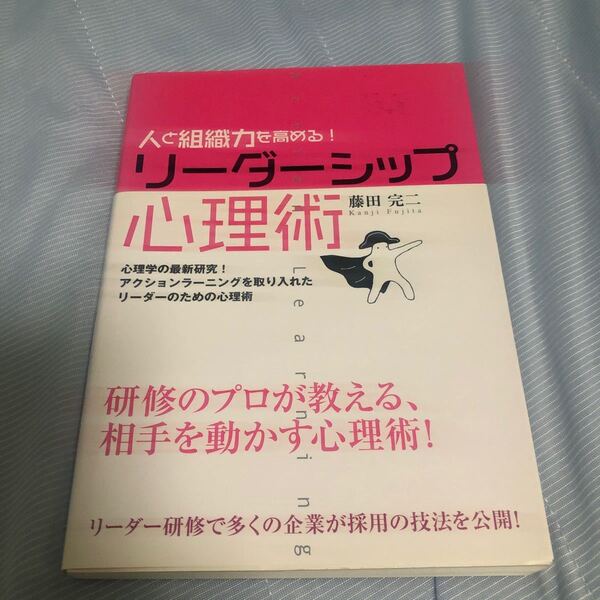 人と組織力を高める!
リーダーシップ
心理術
藤田 完二
Kanji Fujita
心理学の最新研究!
アクションラーニングを取り入れた
リーダーのための心理術
Learning
研修のプロが教える、
相手を動かす心理術!
リーダー研修で多くの企業が採用の技法を公開!